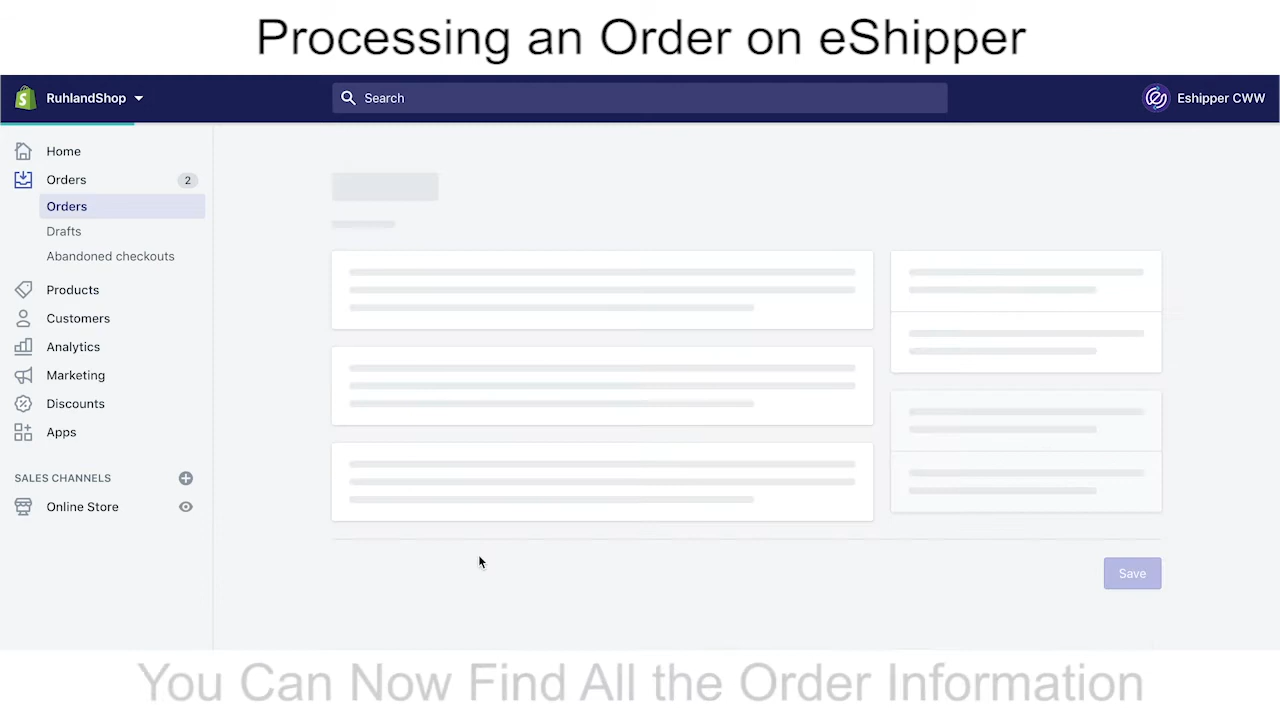 Processing an Order on eShipper
RuhlandShop
Search
Eshipper CWW
Home
Orders
2
Orders
Drafts
Abandoned checkouts
Products
Customers
Analytics
Marketing
Discounts
Apps
SALES CHANNELS
Online Store
Save
You Can Now Find All the Order Information